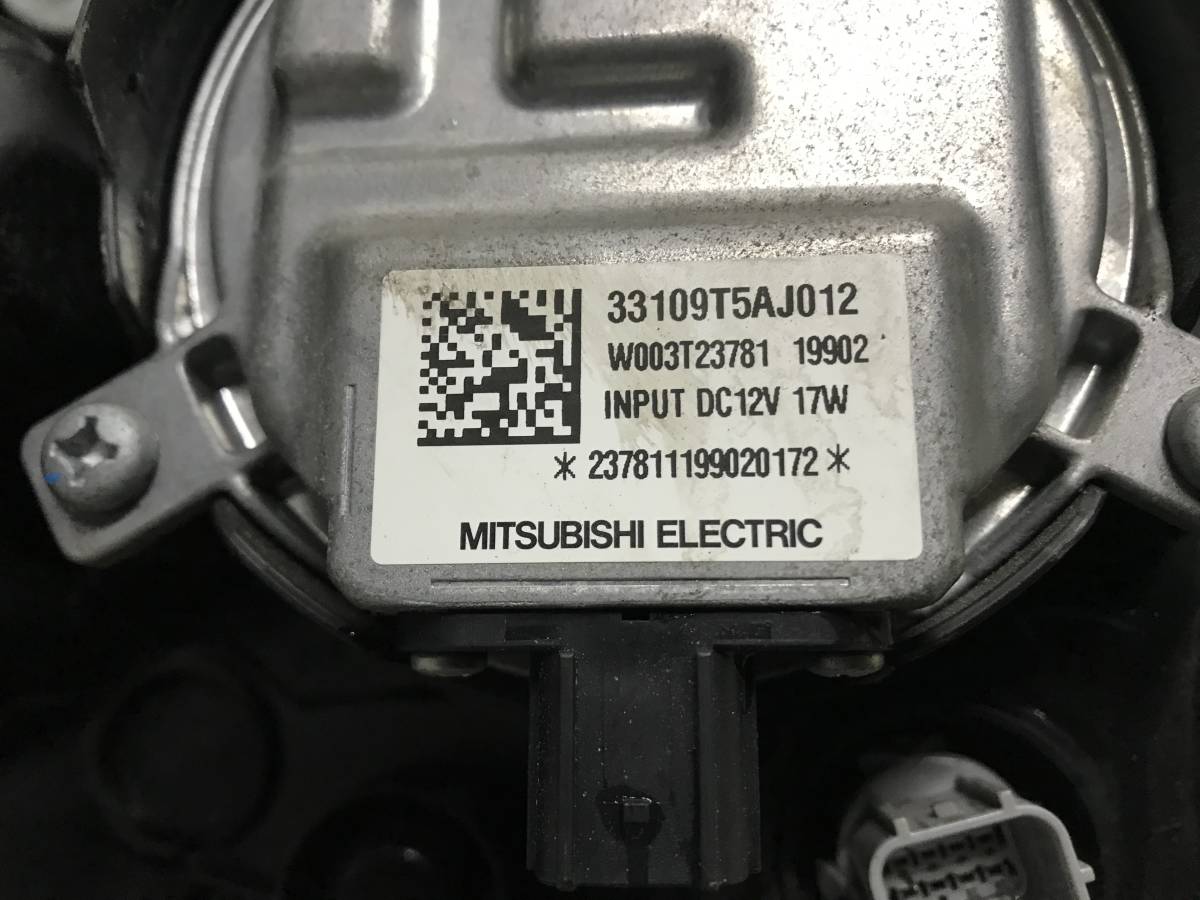 33109T5AJ012
W003T23781 19902
INPUT DC12V 17W
*237811199020172*
MITSUBISHI ELECTRIC